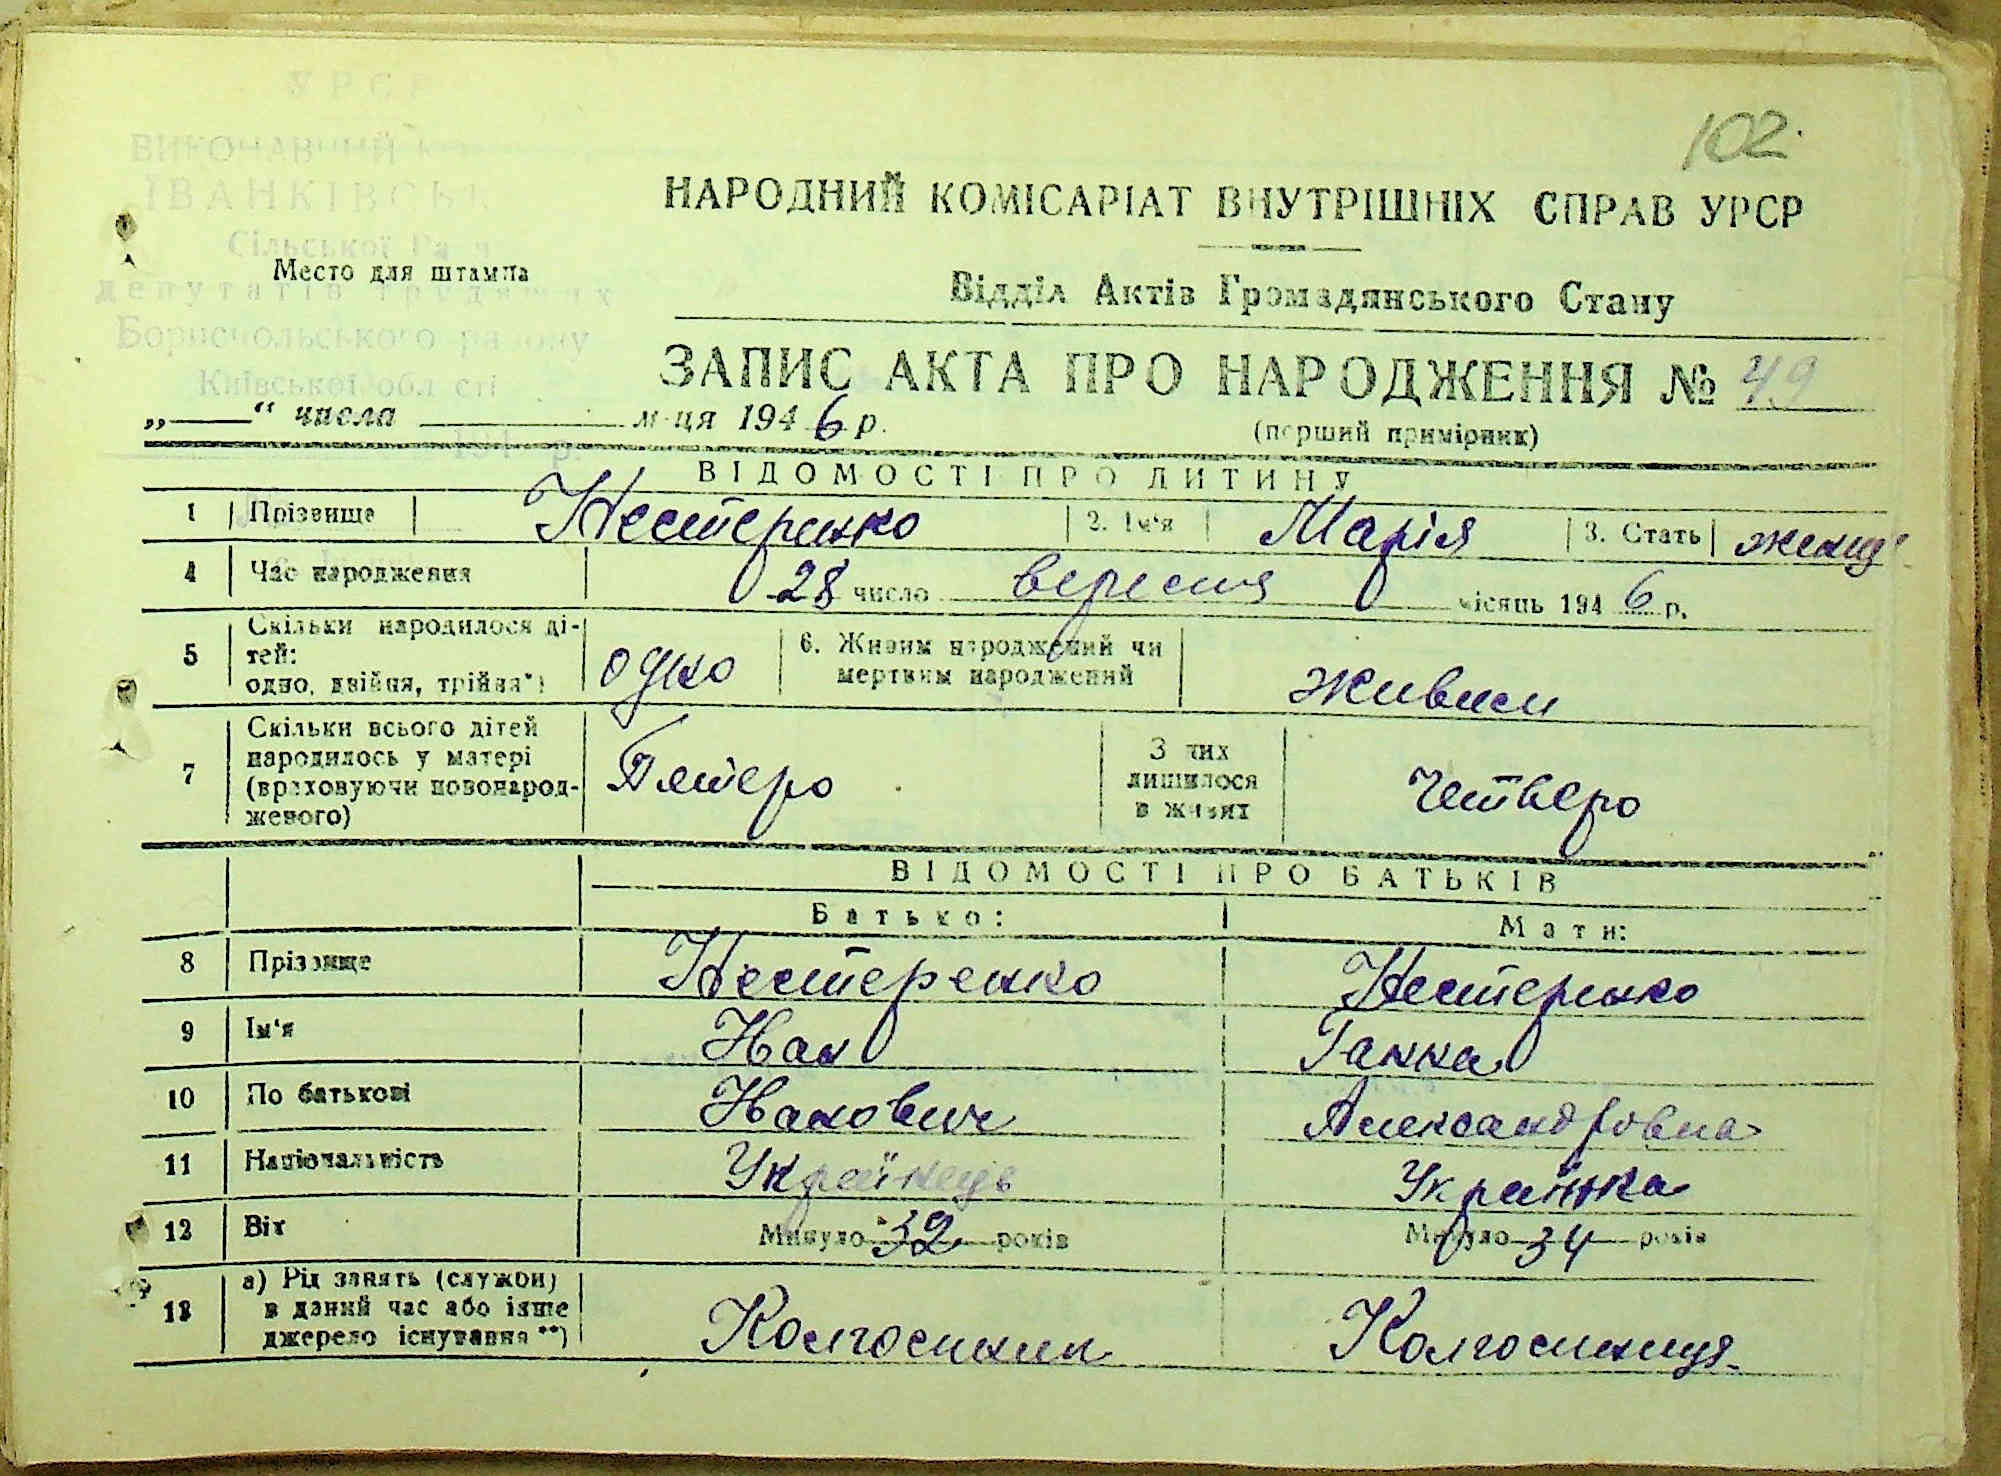 102.
УРСР
ВИКОНАВЧИЙ
ІВАНКІВСЬК
Сільської Ради
депутатів трудящих
Бориспольського району
Київської області
НАРОДНИЙ КОМІСАРІАТ ВНУТРІШНІХ СПРАВ УРСР
Место для штампа
Відділ Актів Громадянського Стану
ЗАПИС АКТА ПРО НАРОДЖЕННЯ № 49
„——“ числа ———— м-ця 1946 р.
(перший примірник)
ВІДОМОСТІ ПРО ДИТИНУ
1 Прізвище Нестеренко 2. Ім‘я Марія 3. Стать женщ
4 Час народження 28 число вересня місяць 1946 р.
5 Скільки народилося ді-
тей:
одно, двійня, трійня*) одно 6. Живим народжений чи
мертвим народжений живим
7 Скільки всього дітей
народилось у матері
(враховуючи новонарод-
женого) Пятеро З них
лишилося
в живих четверо
ВІДОМОСТІ ПРО БАТЬКІВ
Батько: Мати:
8 Прізвище Нестеренко Нестеренко
9 Ім‘я Іван Ганна
10 По батькові Іванович Александровна
11 Національність Українець Українка
12 Вік Минуло 32 років Минуло 34 років
13 а) Рід занять (служби)
в даний час або інше
джерело існування **) Колгоспник Колгоспниця